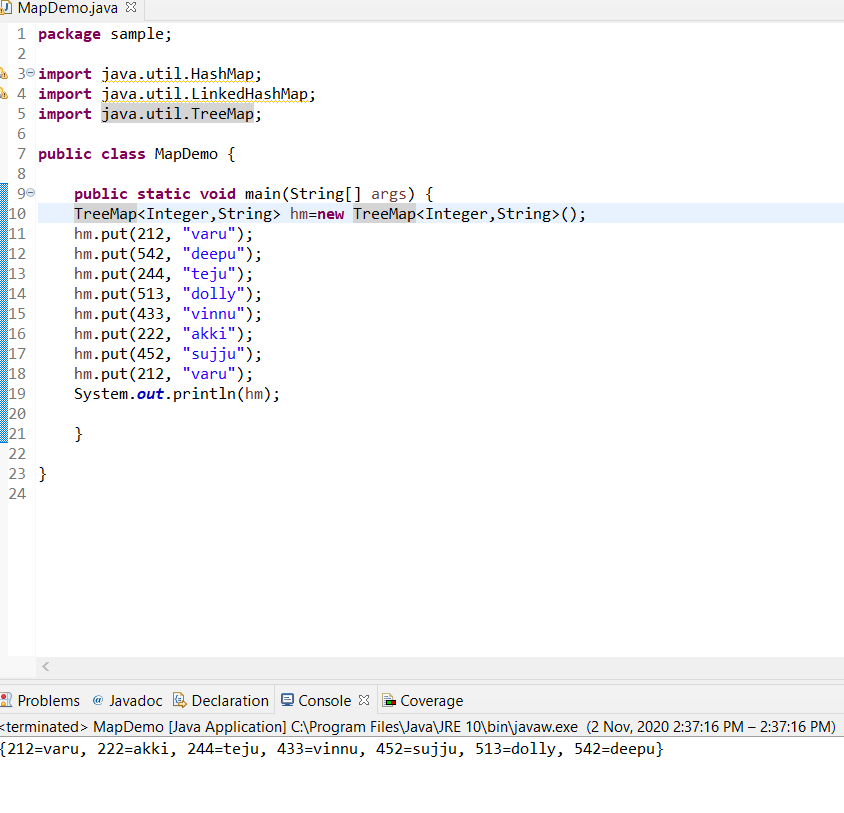 MapDemo.java
1 package sample;
2
3 import java.util.HashMap;
4 import java.util.LinkedHashMap;
5 import java.util.TreeMap;
6
7 public class MapDemo {
8
9 public static void main(String[] args) {
10 TreeMap<Integer,String> hm=new TreeMap<Integer,String>();
11 hm.put(212, "varu");
12 hm.put(542, "deepu");
13 hm.put(244, "teju");
14 hm.put(513, "dolly");
15 hm.put(433, "vinnu");
16 hm.put(222, "akki");
17 hm.put(452, "sujju");
18 hm.put(212, "varu");
19 System.out.println(hm);
20
21 }
22
23 }
24
Problems @ Javadoc Declaration Console Coverage
<terminated> MapDemo [Java Application] C:\Program Files\Java\JRE 10\bin\javaw.exe (2 Nov, 2020 2:37:16 PM – 2:37:16 PM)
{212=varu, 222=akki, 244=teju, 433=vinnu, 452=sujju, 513=dolly, 542=deepu}